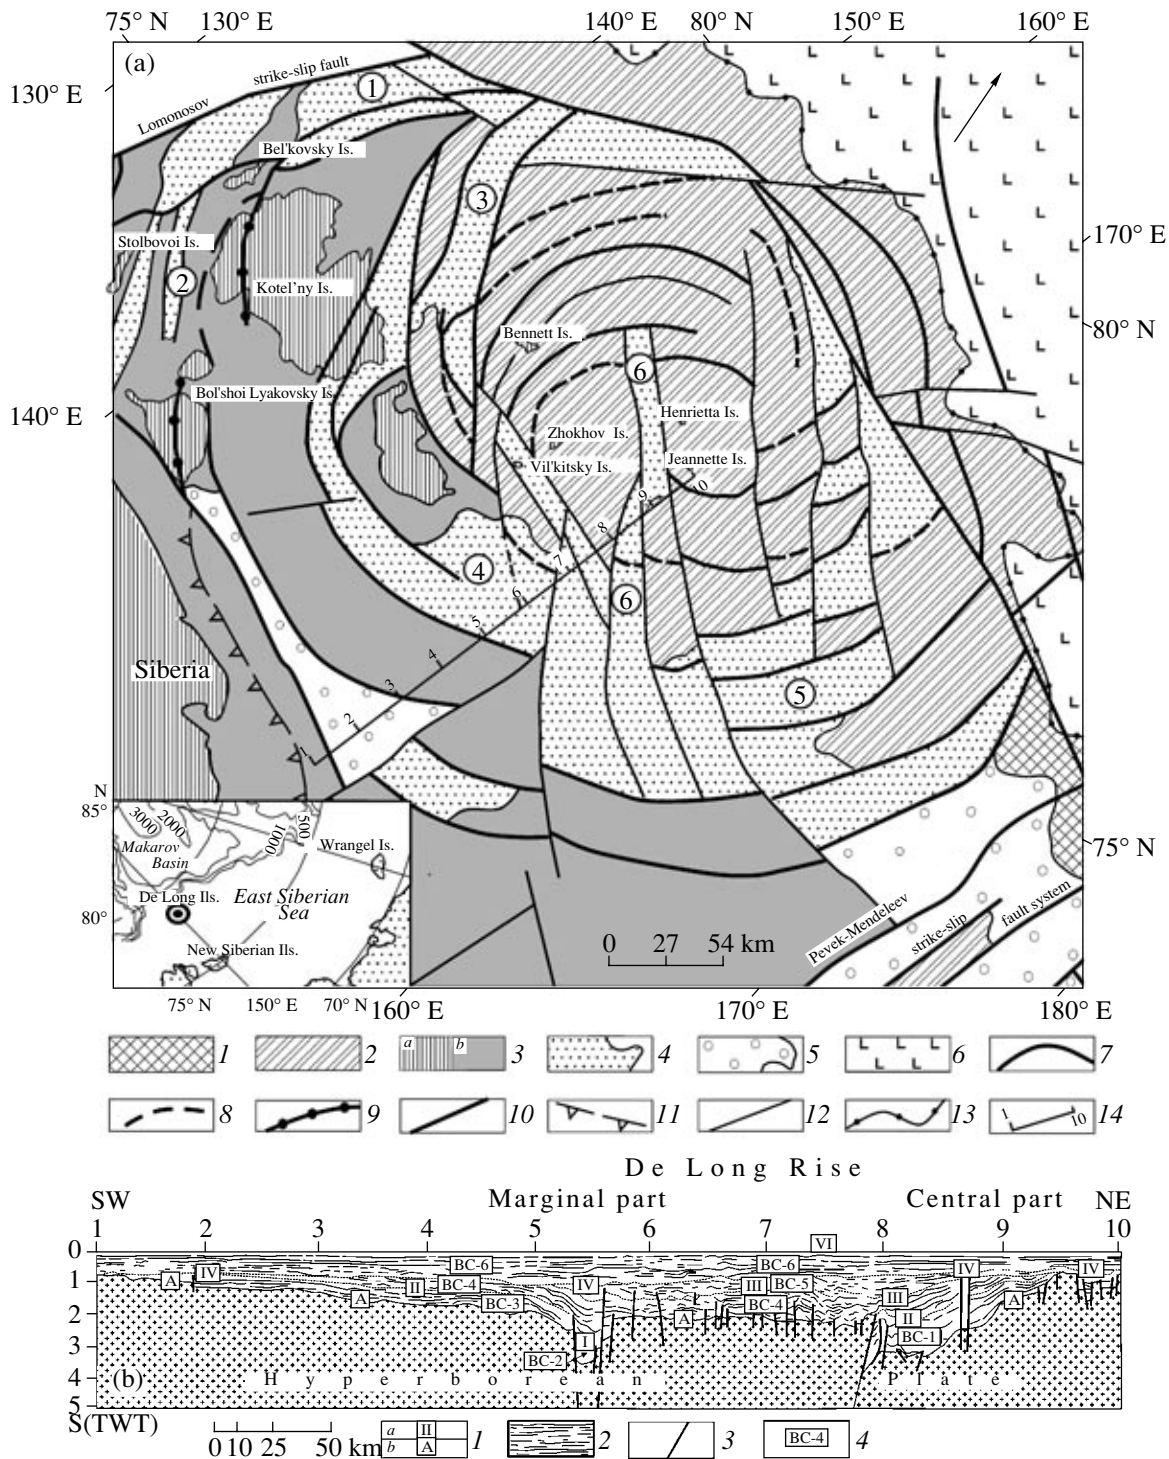 75° N 130° E 140° E 80° N 150° E 160° E
(a)
strike-slip fault
130° E
1
Lomonosov
Bel'kovsky Is.
3
Stolbovoi Is.
170° E
2
Kotel'ny Is.
80° N
Bennett Is.
6
Bol'shoi Lyakovsky Is.
140° E
Henrietta Is.
Zhokhov Is.
Vil'kitsky Is.
Jeannette Is.
10
9
8
7
4
6
6
5
4
Siberia
3
5
2
1
N
85°
500
3000
2000
1000
Wrangel Is.
Makarov
Basin
75° N
De Long Ils.
East Siberian
Sea
80°
Pevek-Mendeleev
strike-slip
fault system
New Siberian Ils.
0 27 54 km
75° N 150° E 70° N
160° E 170° E 180° E
1 2 a b 3 4 5 6 7
8 9 10 11 12 13 1 10 14
De Long Rise
SW Marginal part Central part NE
1 2 3 4 5 6 7 8 9 10
VI
0
BC-6 BC-6
IV IV IV IV
1 A II BC-4 III BC-5
A BC-3 BC-4 III A
2 A II
I BC-1
3
BC-2
4 (b) Hyperborean Plate
5
S(TWT)
0 10 25 50 km
a II
b A
1 2 3 BC-4 4